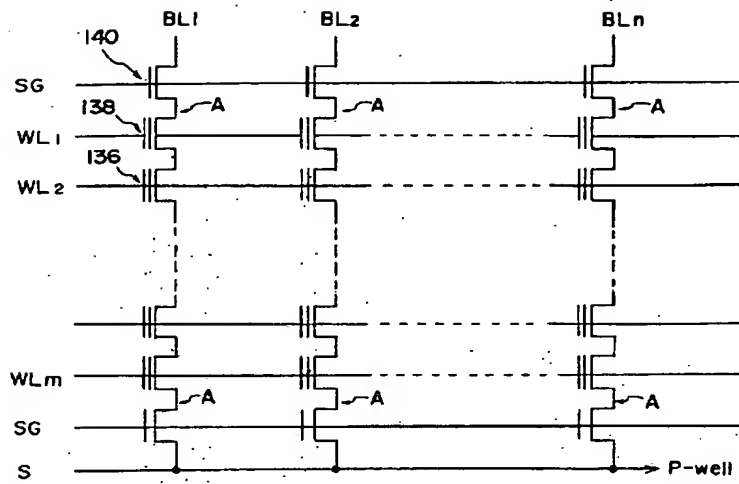 BL1 BL2 BLn
140
SG
A A A
138
WL1
136
WL2
WLm
A A A
SG
S P-well